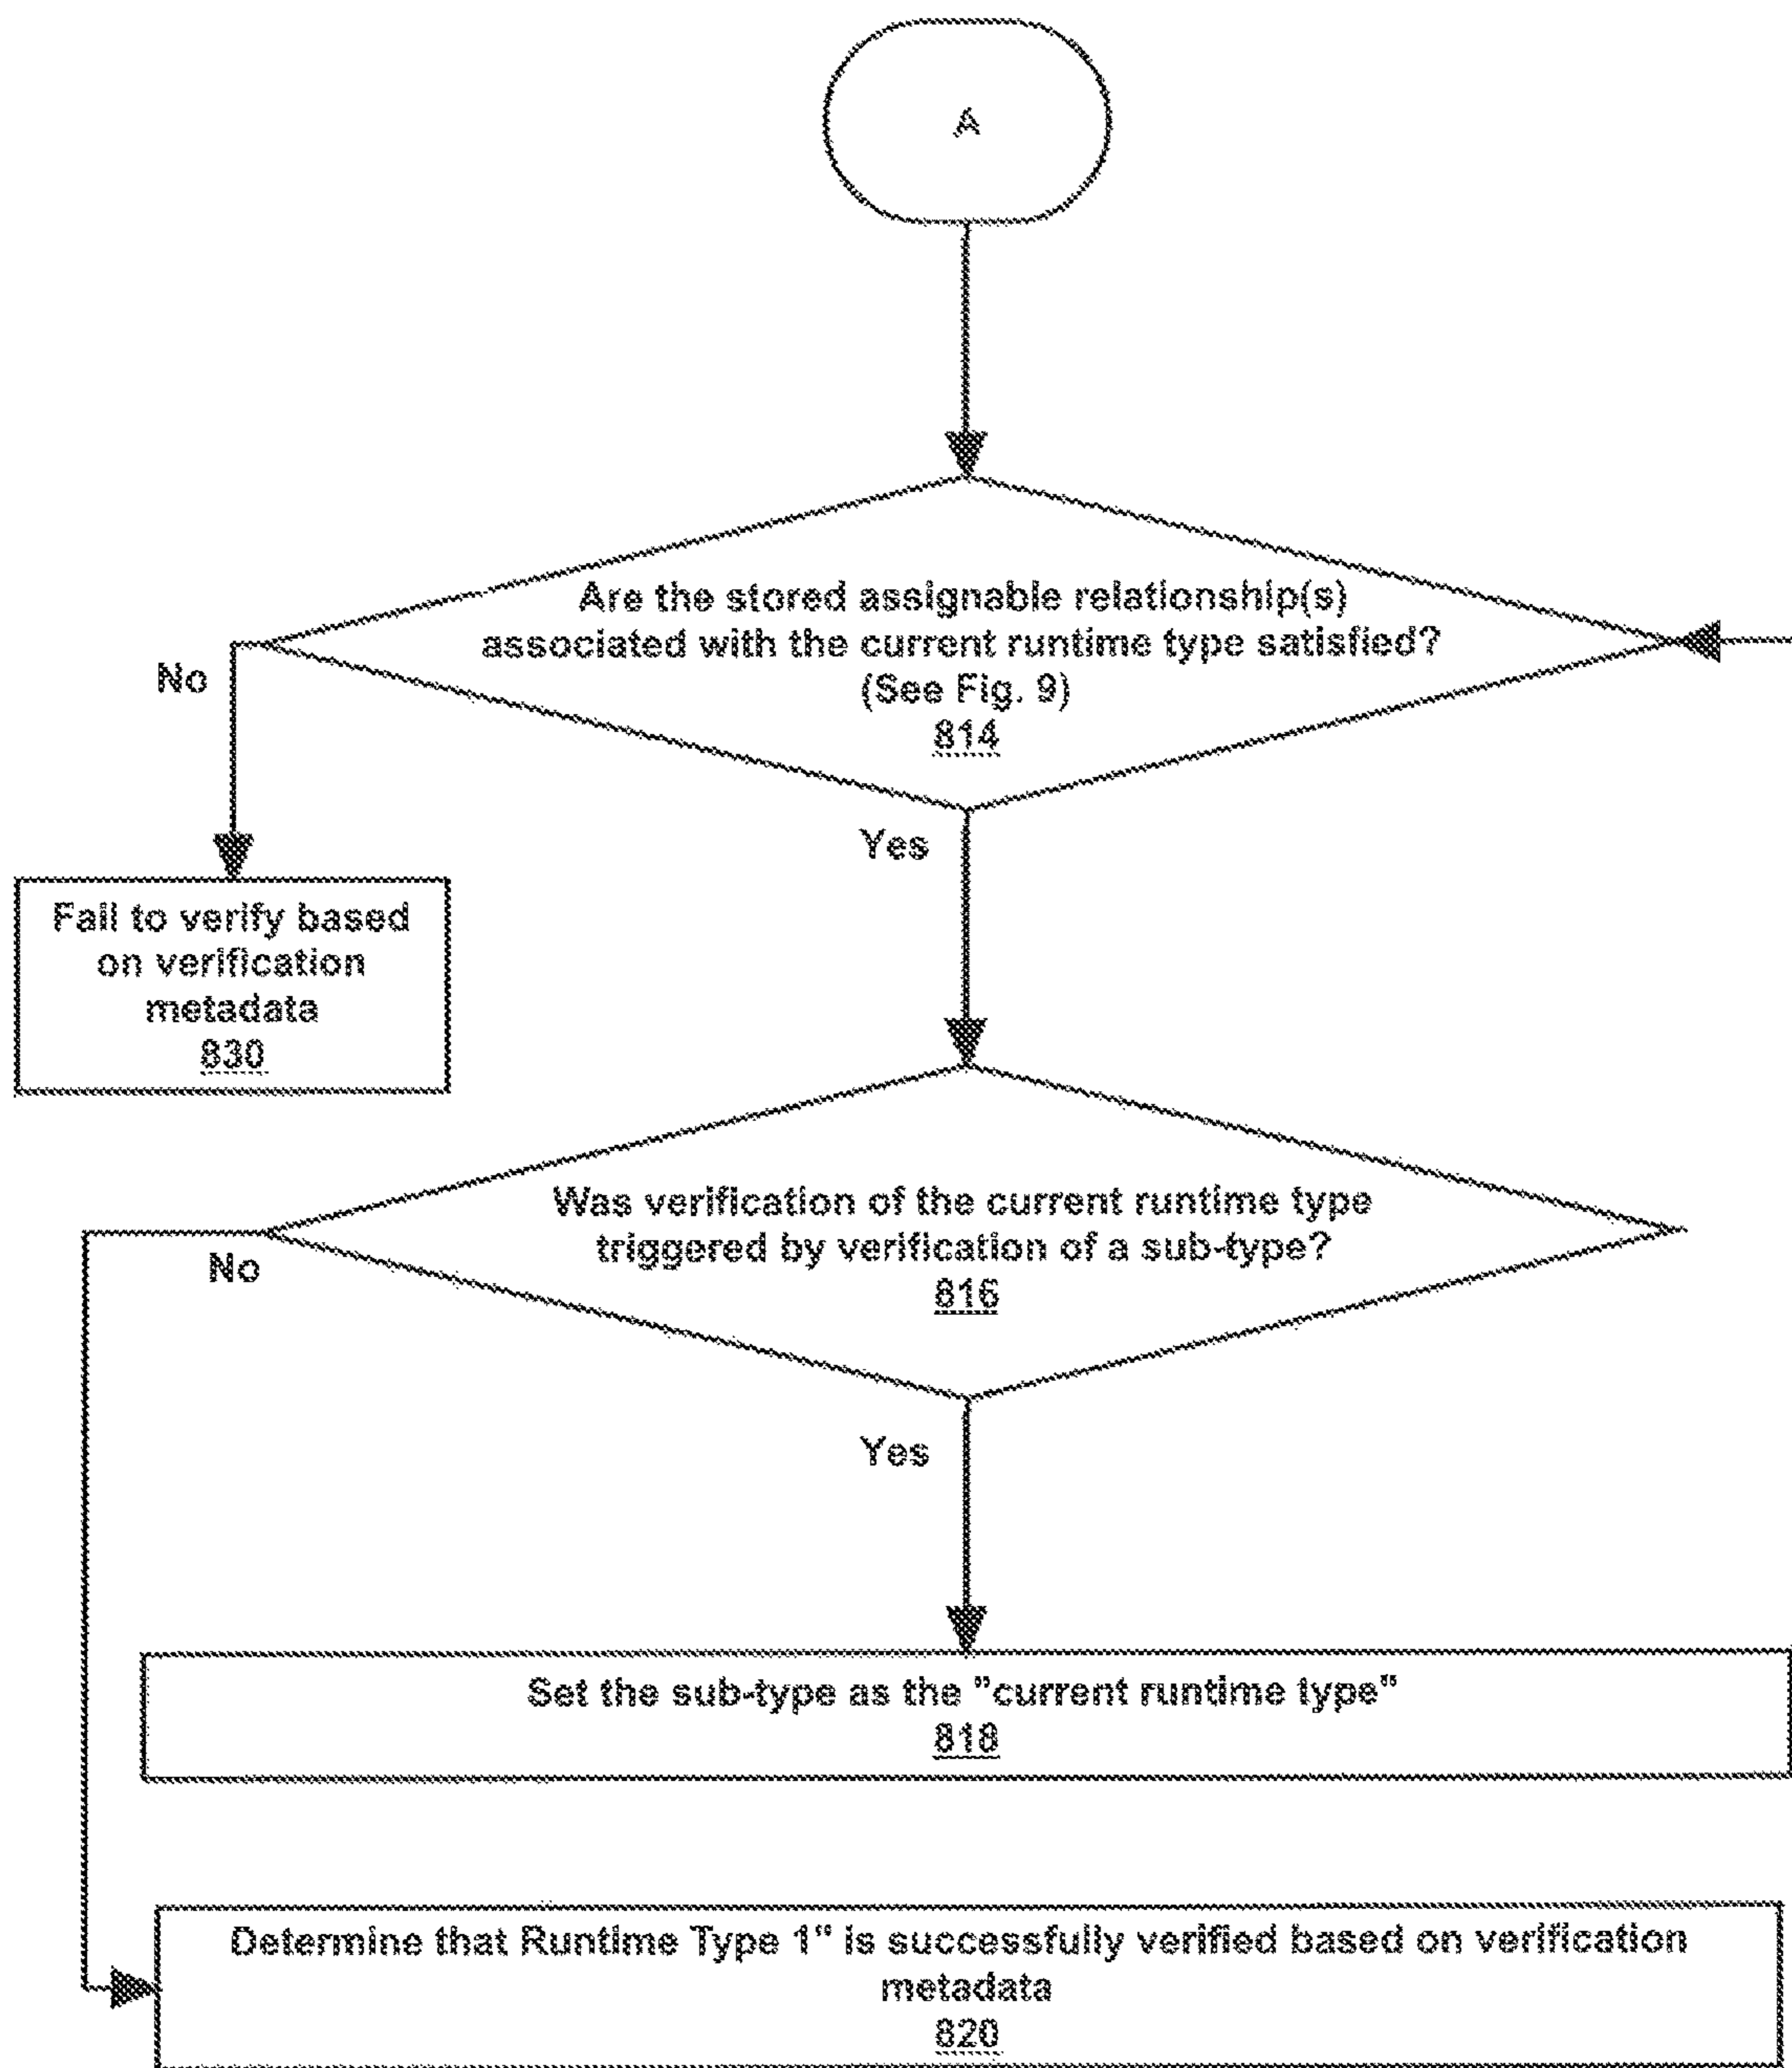 A
Are the stored assignable relationship(s)
associated with the current runtime type satisfied?
(See Fig. 9)
814
No
Yes
Fail to verify based
on verification
metadata
830
Was verification of the current runtime type
triggered by verification of a sub-type?
816
No
Yes
Set the sub-type as the "current runtime type"
818
Determine that Runtime Type 1" is successfully verified based on verification
metadata
820